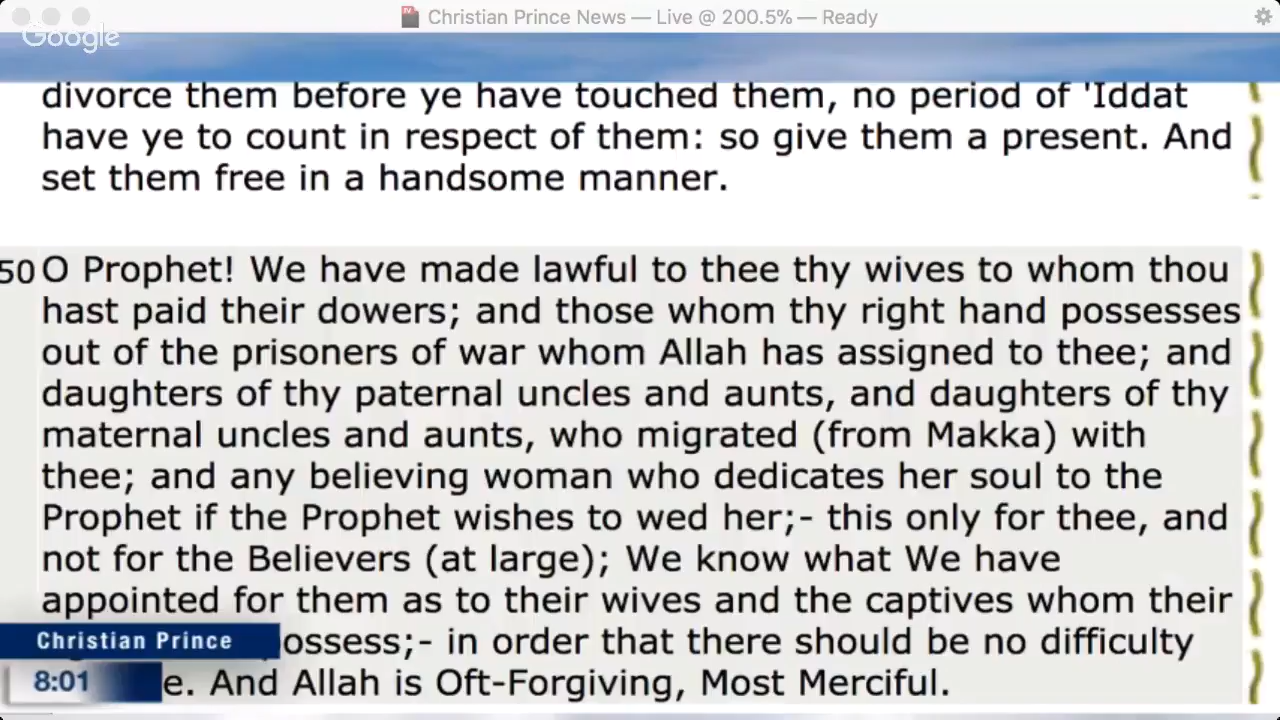 Christian Prince News — Live @ 200.5% — Ready
Google
divorce them before ye have touched them, no period of 'Iddat
have ye to count in respect of them: so give them a present. And
set them free in a handsome manner.
50 O Prophet! We have made lawful to thee thy wives to whom thou
hast paid their dowers; and those whom thy right hand possesses
out of the prisoners of war whom Allah has assigned to thee; and
daughters of thy paternal uncles and aunts, and daughters of thy
maternal uncles and aunts, who migrated (from Makka) with
thee; and any believing woman who dedicates her soul to the
Prophet if the Prophet wishes to wed her;- this only for thee, and
not for the Believers (at large); We know what We have
appointed for them as to their wives and the captives whom their
Christian Prince
ossess;- in order that there should be no difficulty
8:01
e. And Allah is Oft-Forgiving, Most Merciful.